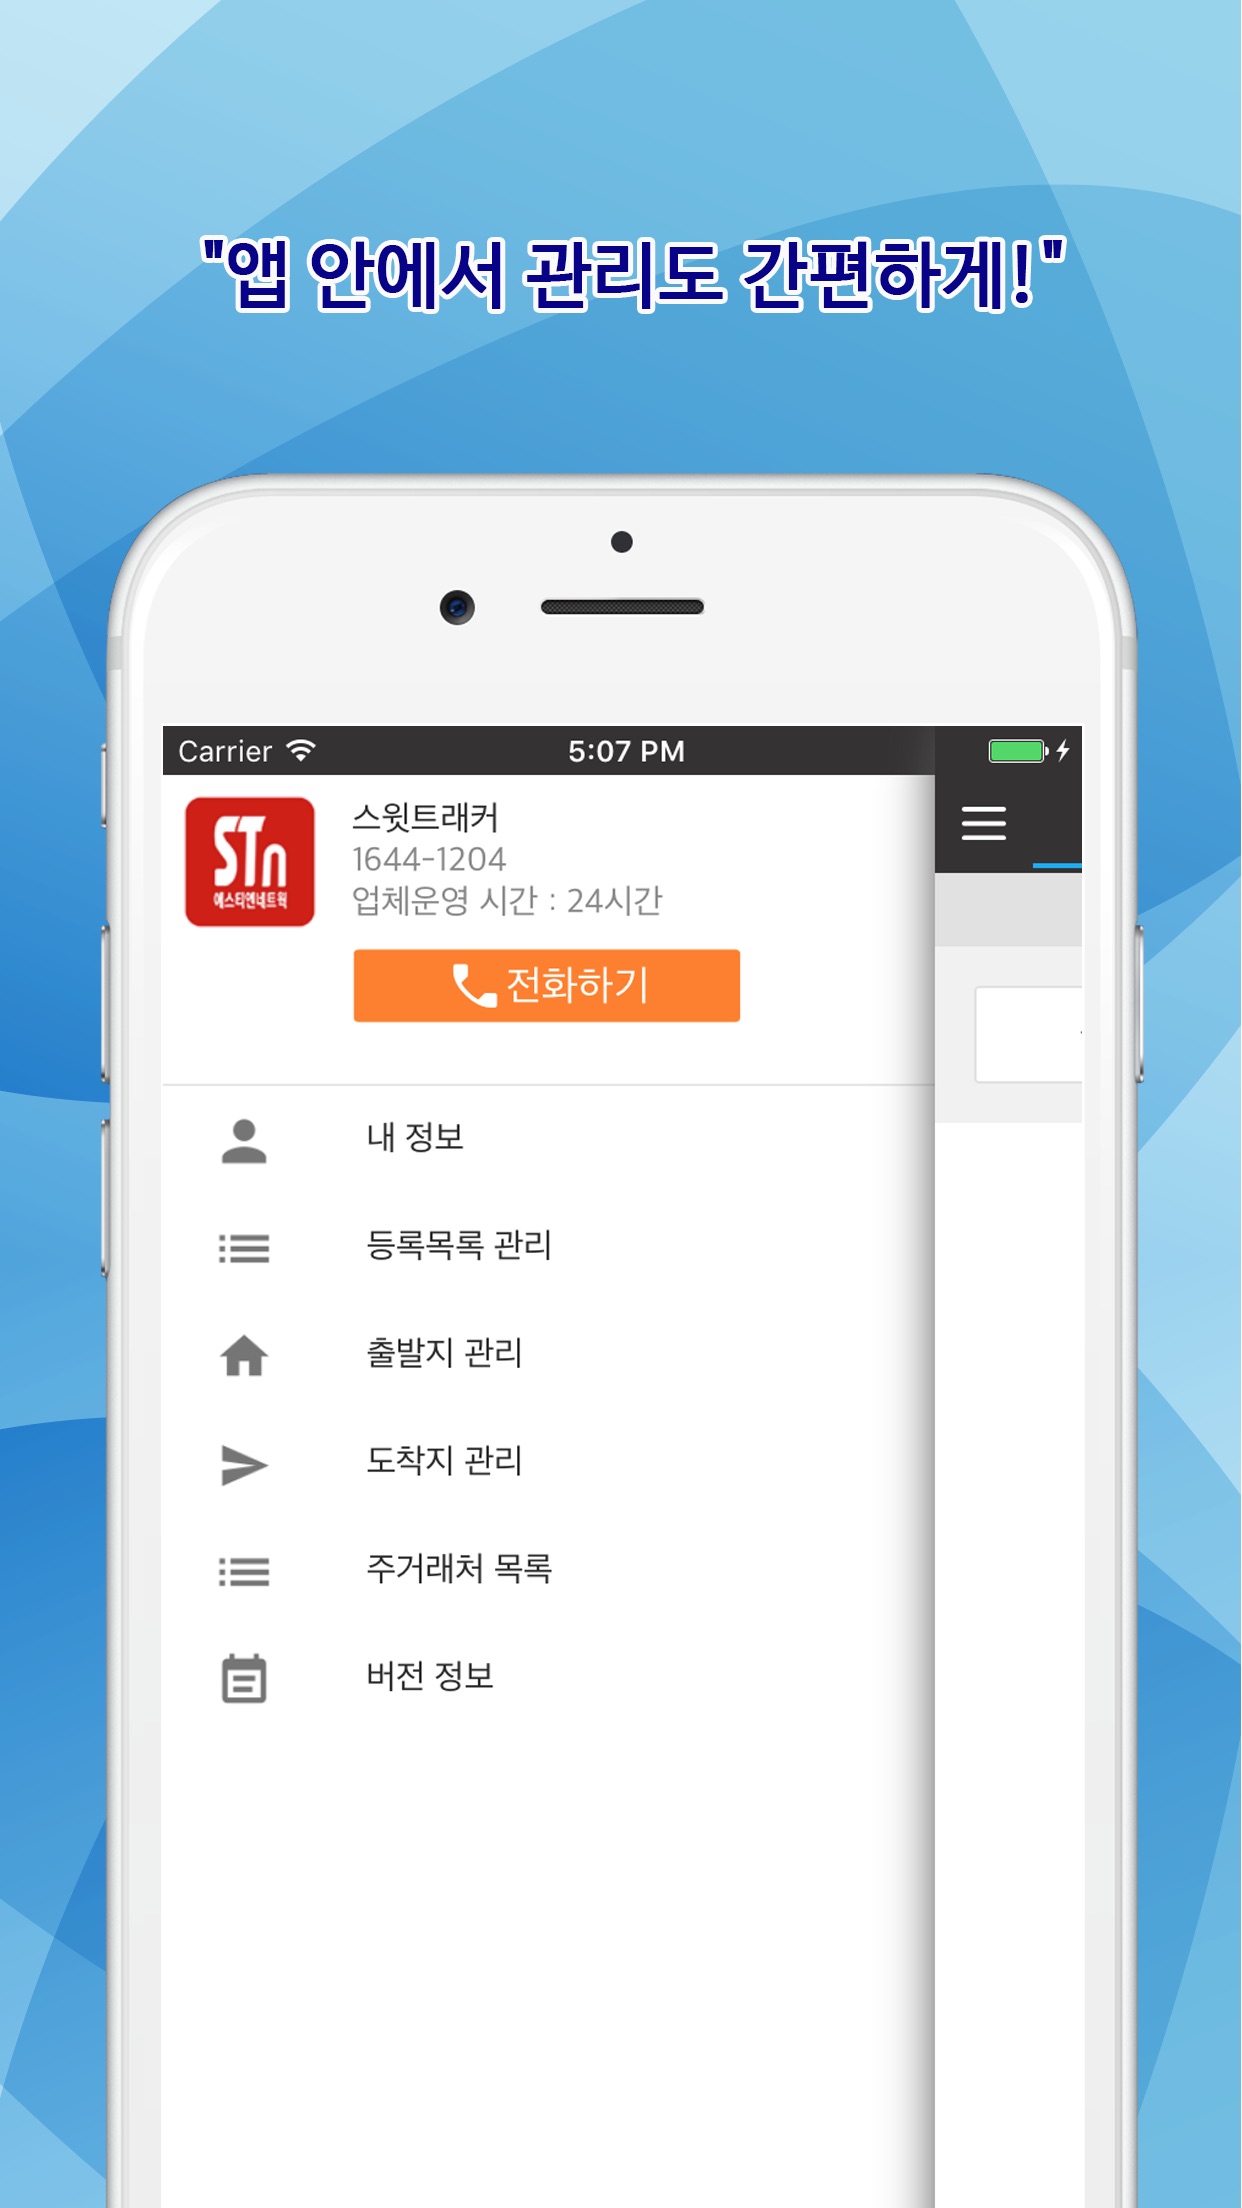 "앱 안에서 관리도 간편하게!"
Carrier 5:07 PM
STn
에스티엔네트웍
스윗트래커
1644-1204
업체운영 시간 : 24시간
전화하기
내 정보
등록목록 관리
출발지 관리
도착지 관리
주거래처 목록
버전 정보